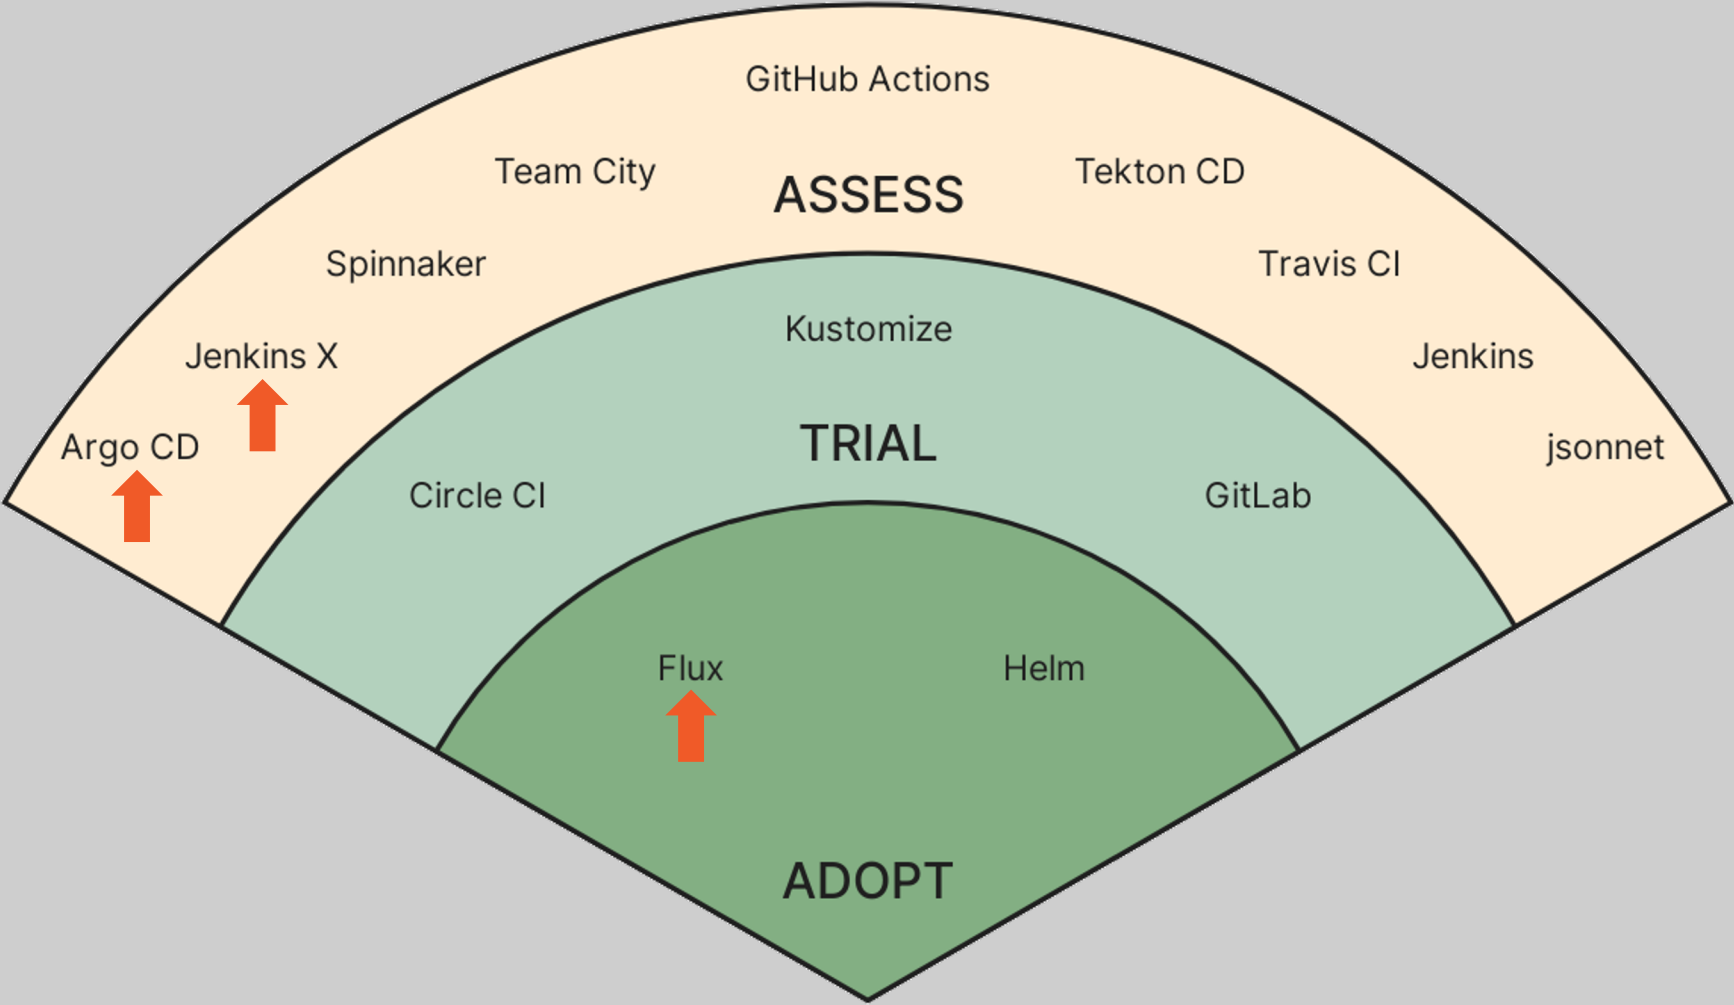 GitHub Actions
Team City
Tekton CD
ASSESS
Spinnaker
Travis CI
Kustomize
Jenkins X
Jenkins
Argo CD
TRIAL
jsonnet
Circle CI
GitLab
Flux
Helm
ADOPT